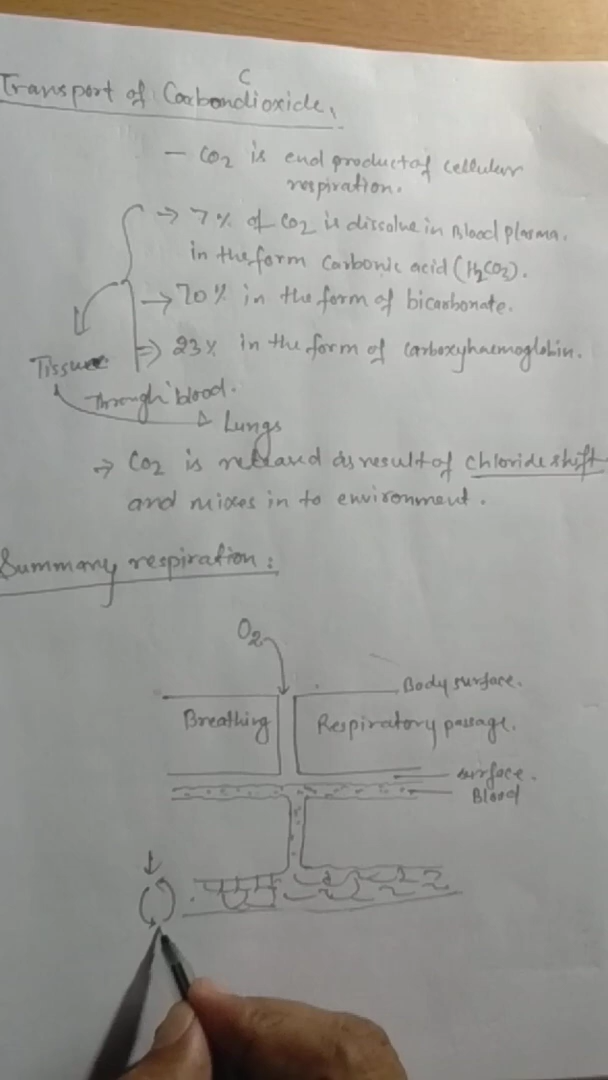 C
Transport of Carbondioxide,
- CO2 is end product of cellular
respiration.
→ 7% of CO2 is dissolve in Blood plasma.
in the form Carbonic acid (H2CO2).
→ 70% in the form of bicarbonate.
⇒ 23% in the form of carboxyhaemoglobin.
Tissue
Through blood.
Lungs
→ CO2 is releasd as result of chloride shift
and mixes in to environment.
Summary respiration :
O2
Body surface.
Breathing
Respiratory passage.
surface.
Blood